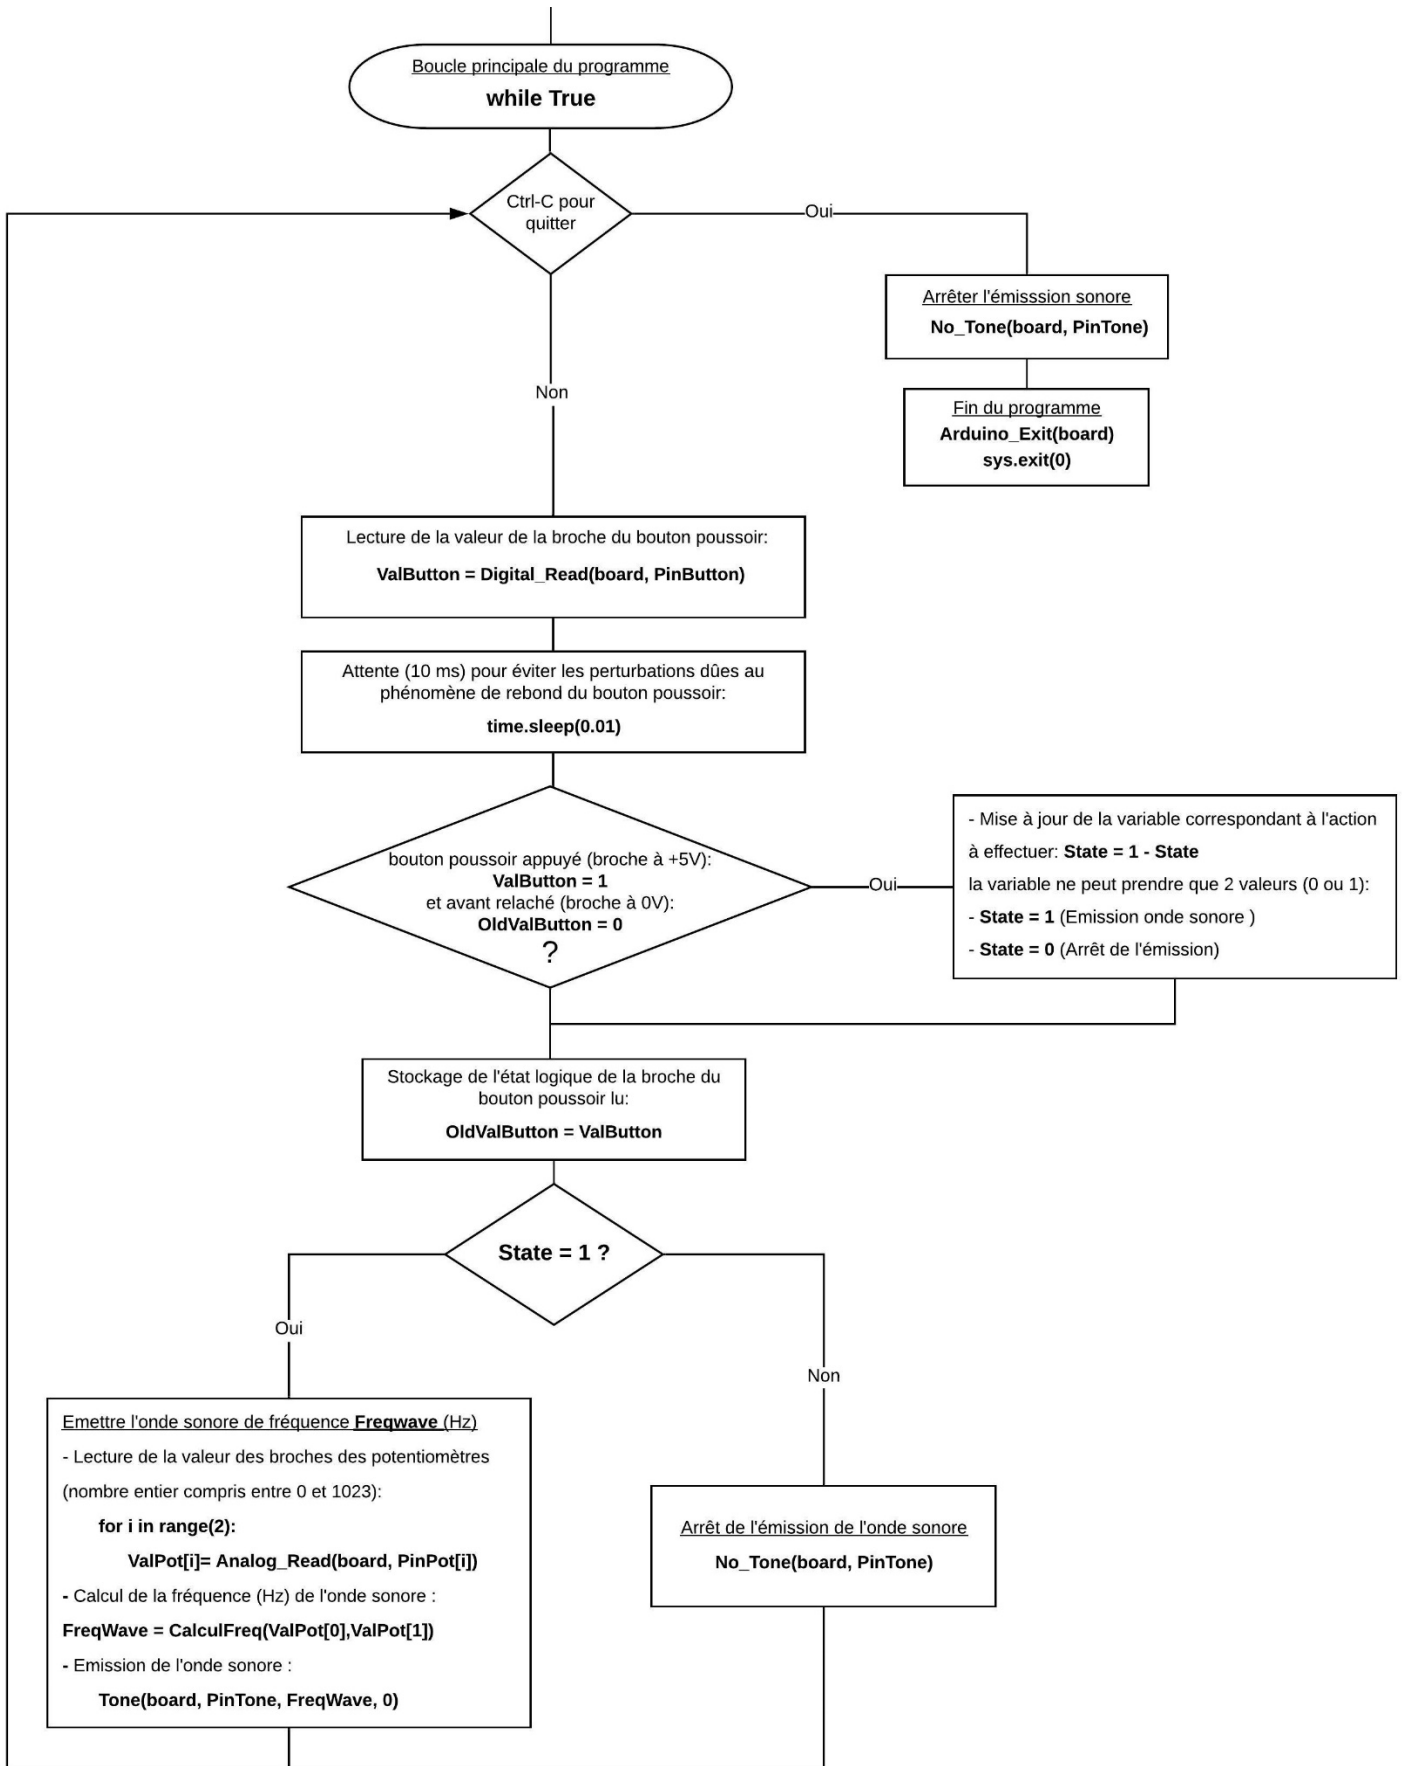 Boucle principale du programme
while True
Ctrl-C pour
quitter
Oui
Arrêter l'émisssion sonore
No_Tone(board, PinTone)
Fin du programme
Arduino_Exit(board)
sys.exit(0)
Non
Lecture de la valeur de la broche du bouton poussoir:
ValButton = Digital_Read(board, PinButton)
Attente (10 ms) pour éviter les perturbations dûes au
phénomène de rebond du bouton poussoir:
time.sleep(0.01)
bouton poussoir appuyé (broche à +5V):
ValButton = 1
et avant relaché (broche à 0V):
OldValButton = 0
?
Oui
- Mise à jour de la variable correspondant à l'action
à effectuer: State = 1 - State
la variable ne peut prendre que 2 valeurs (0 ou 1):
- State = 1 (Emission onde sonore )
- State = 0 (Arrêt de l'émission)
Stockage de l'état logique de la broche du
bouton poussoir lu:
OldValButton = ValButton
State = 1 ?
Oui
Non
Emettre l'onde sonore de fréquence Freqwave (Hz)
- Lecture de la valeur des broches des potentiomètres
(nombre entier compris entre 0 et 1023):
for i in range(2):
ValPot[i]= Analog_Read(board, PinPot[i])
- Calcul de la fréquence (Hz) de l'onde sonore :
FreqWave = CalculFreq(ValPot[0],ValPot[1])
- Emission de l'onde sonore :
Tone(board, PinTone, FreqWave, 0)
Arrêt de l'émission de l'onde sonore
No_Tone(board, PinTone)